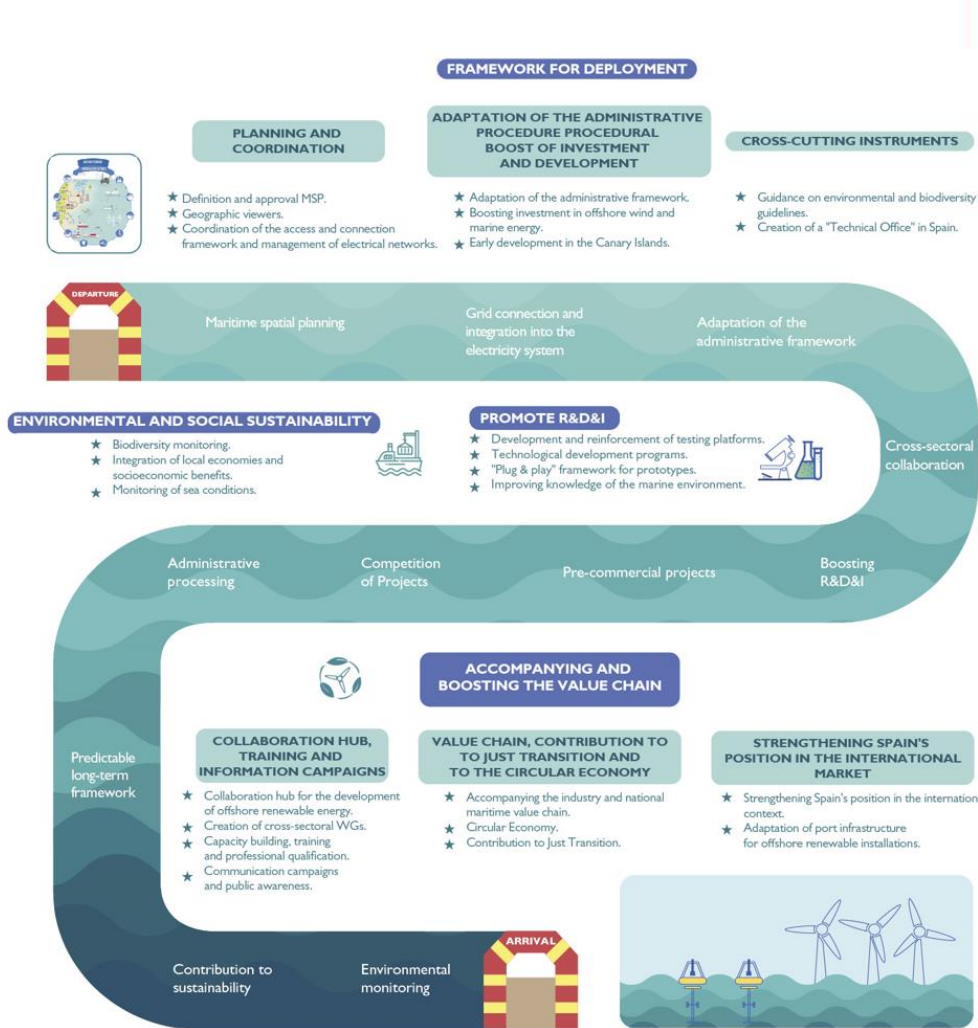 FRAMEWORK FOR DEPLOYMENT
PLANNING AND
COORDINATION
★ Definition and approval MSP.
★ Geographic viewers.
★ Coordination of the access and connection
framework and management of electrical networks.
ADAPTATION OF THE ADMINISTRATIVE
PROCEDURE PROCEDURAL
BOOST OF INVESTMENT
AND DEVELOPMENT
★ Adaptation of the administrative framework.
★ Boosting investment in offshore wind and
marine energy.
★ Early development in the Canary Islands.
CROSS-CUTTING INSTRUMENTS
★ Guidance on environmental and biodiversity
guidelines.
★ Creation of a "Technical Office" in Spain.
DEPARTURE
Maritime spatial planning
Grid connection and
integration into the
electricity system
Adaptation of the
administrative framework
Cross-sectoral
collaboration
ENVIRONMENTAL AND SOCIAL SUSTAINABILITY
★ Biodiversity monitoring.
★ Integration of local economies and
socioeconomic benefits.
★ Monitoring of sea conditions.
PROMOTE R&D&I
★ Development and reinforcement of testing platforms.
★ Technological development programs.
★ "Plug & play" framework for prototypes.
★ Improving knowledge of the marine environment.
Administrative
processing
Competition
of Projects
Pre-commercial projects
Boosting
R&D&I
Predictable
long-term
framework
ACCOMPANYING AND
BOOSTING THE VALUE CHAIN
COLLABORATION HUB,
TRAINING AND
INFORMATION CAMPAIGNS
★ Collaboration hub for the development
of offshore renewable energy.
★ Creation of cross-sectoral WGs.
★ Capacity building, training
and professional qualification.
★ Communication campaigns
and public awareness.
VALUE CHAIN, CONTRIBUTION TO
TO JUST TRANSITION AND
TO THE CIRCULAR ECONOMY
★ Accompanying the industry and national
maritime value chain.
★ Circular Economy.
★ Contribution to Just Transition.
STRENGTHENING SPAIN'S
POSITION IN THE INTERNATIONAL
MARKET
★ Strengthening Spain's position in the internation
context.
★ Adaptation of port infrastructure
for offshore renewable installations.
Contribution to
sustainability
Environmental
monitoring
ARRIVAL